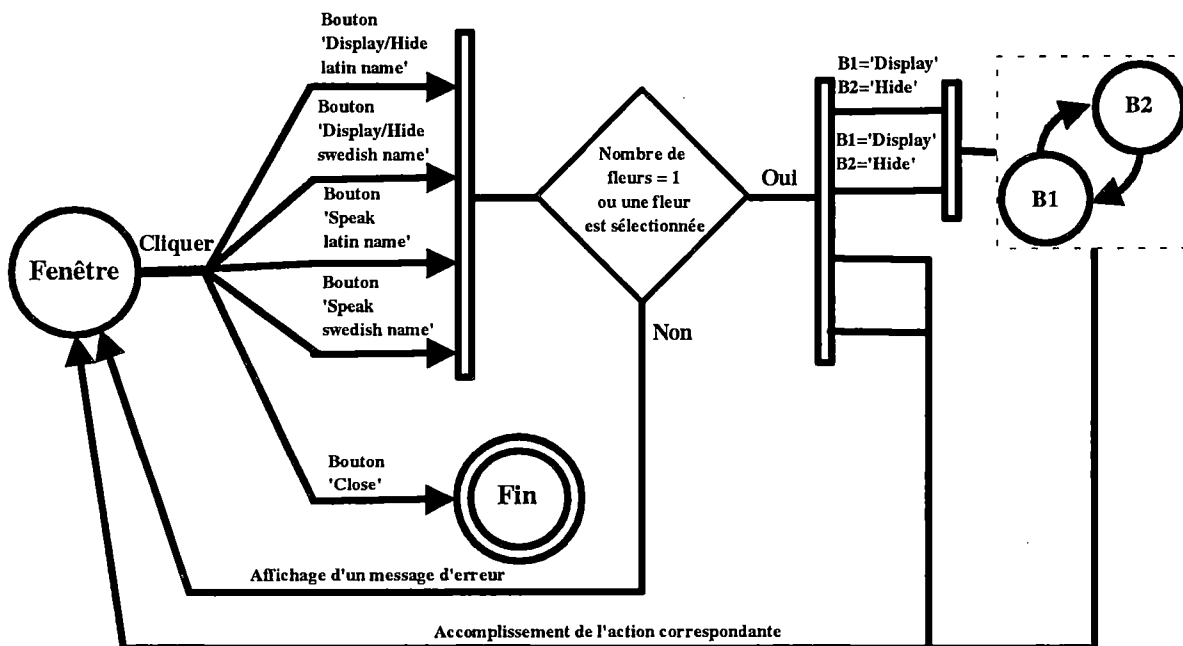 Bouton
'Display/Hide
latin name'
Bouton
'Display/Hide
swedish name'
Bouton
'Speak
latin name'
Bouton
'Speak
swedish name'
Bouton
'Close'
Fenêtre
Cliquer
Nombre de
fleurs = 1
ou une fleur
est sélectionnée
Oui
Non
B1='Display'
B2='Hide'
B1='Display'
B2='Hide'
B2
B1
Fin
Affichage d'un message d'erreur
Accomplissement de l'action correspondante